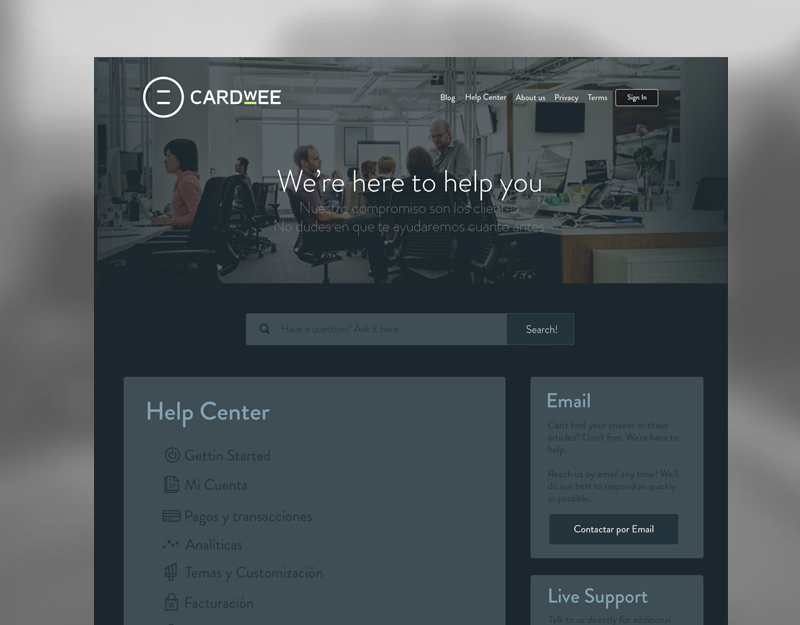 CARDWEE
Blog Help Center About us Privacy Terms Sign In
We're here to help you
Nuestro compromiso son los clientes.
No dudes en que te ayudaremos cuanto antes.
Have a question? Ask it here. Search!
Help Center
Gettin Started
Mi Cuenta
Pagos y transacciones
Analíticas
Temas y Customización
Facturación
Email
Can't find your answer in these
articles? Don't fret. We're here to
help.
Reach us by email any time! We'll
do our best to respond as quickly
as possible.
Contactar por Email
Live Support
Talk to us directly for additional